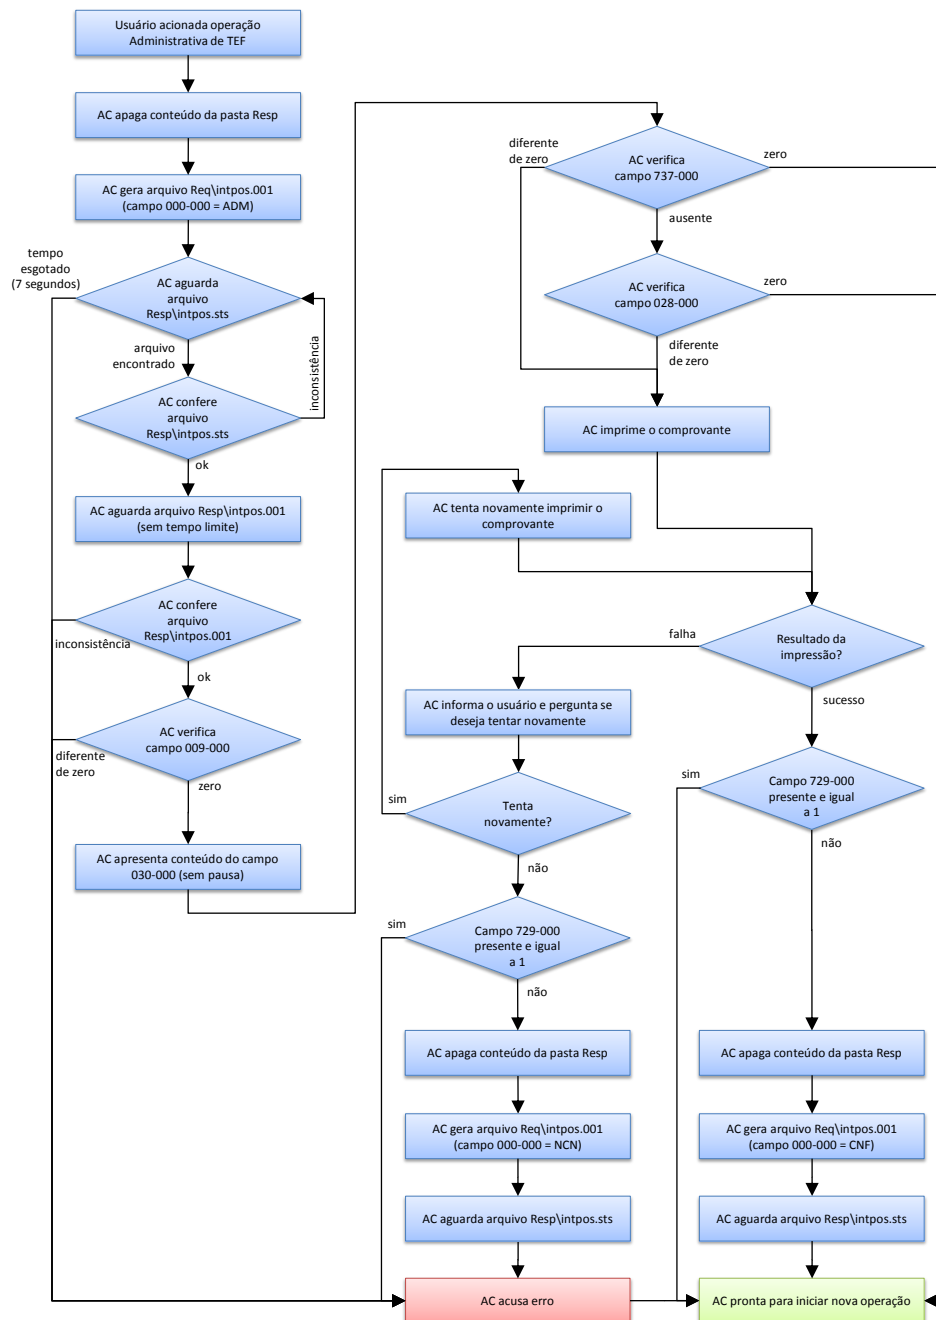 Usuário acionada operação
Administrativa de TEF
AC apaga conteúdo da pasta Resp
AC gera arquivo Req\intpos.001
(campo 000-000 = ADM)
tempo
esgotado
(7 segundos)
AC aguarda
arquivo
Resp\intpos.sts
arquivo
encontrado
inconsistência
AC confere
arquivo
Resp\intpos.sts
ok
AC aguarda arquivo Resp\intpos.001
(sem tempo limite)
AC confere
arquivo
Resp\intpos.001
inconsistência
ok
AC verifica
campo 009-000
diferente
de zero
zero
AC apresenta conteúdo do campo
030-000 (sem pausa)
diferente
de zero
AC verifica
campo 737-000
zero
ausente
AC verifica
campo 028-000
zero
diferente
de zero
AC imprime o comprovante
AC tenta novamente imprimir o
comprovante
Resultado da
impressão?
falha
sucesso
AC informa o usuário e pergunta se
deseja tentar novamente
sim
Tenta
novamente?
não
sim
Campo 729-000
presente e igual
a 1
não
sim
Campo 729-000
presente e igual
a 1
não
AC apaga conteúdo da pasta Resp
AC gera arquivo Req\intpos.001
(campo 000-000 = NCN)
AC aguarda arquivo Resp\intpos.sts
AC acusa erro
AC apaga conteúdo da pasta Resp
AC gera arquivo Req\intpos.001
(campo 000-000 = CNF)
AC aguarda arquivo Resp\intpos.sts
AC pronta para iniciar nova operação